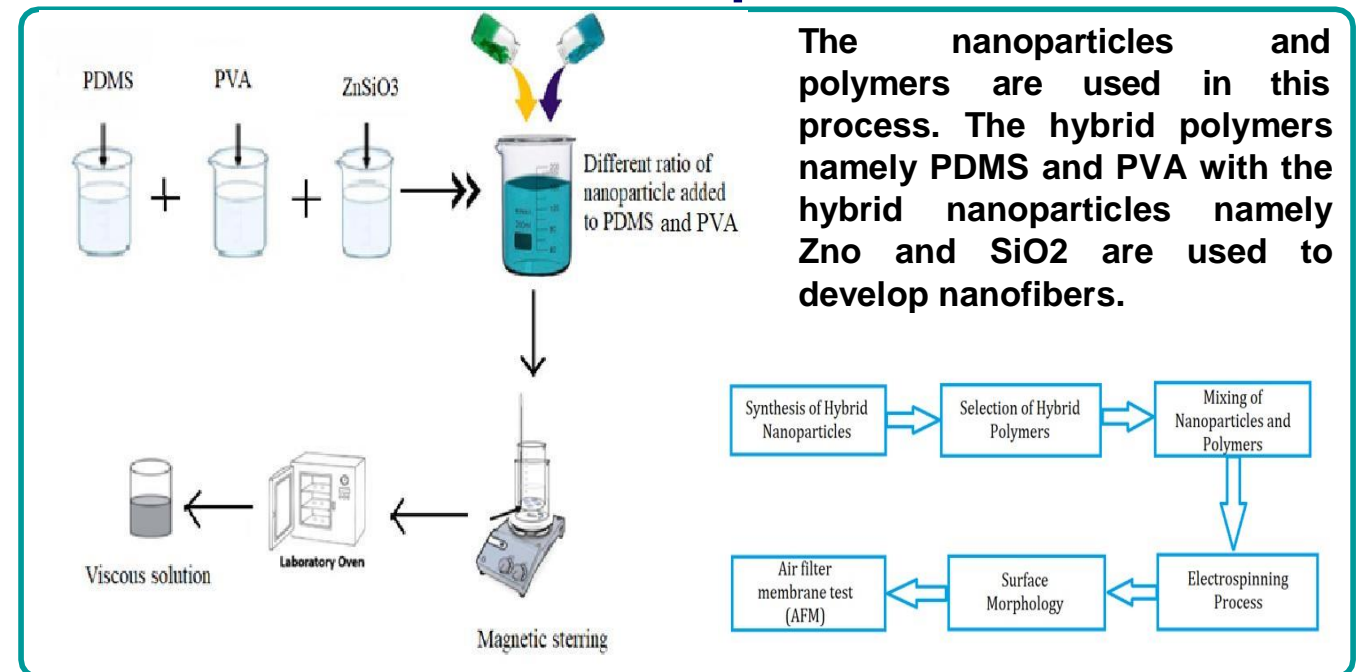 PDMS
PVA
ZnSiO3
Different ratio of
nanoparticle added
to PDMS and PVA
Magnetic sterring
Laboratory Oven
Viscous solution
The nanoparticles and
polymers are used in this
process. The hybrid polymers
namely PDMS and PVA with the
hybrid nanoparticles namely
Zno and SiO2 are used to
develop nanofibers.
Synthesis of Hybrid
Nanoparticles
Selection of Hybrid
Polymers
Mixing of
Nanoparticles and
Polymers
Electrospinning
Process
Surface
Morphology
Air filter
membrane test
(AFM)